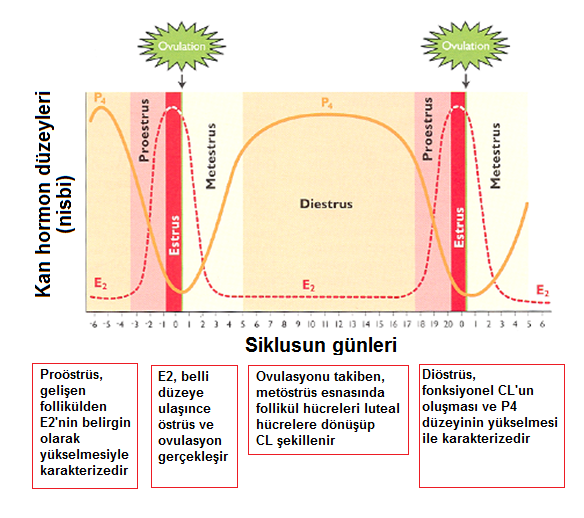 Ovulation
Ovulation
Kan hormon düzeyleri
(nisbi)
P4
Proestrus
Estrus
Metestrus
E2
P4
Diestrus
E2
Proestrus
Estrus
Metestrus
E2
-6 -5 -4 -3 -2 -1 0 1 2 3 4 5 6 7 8 9 10 11 12 13 14 15 16 17 18 19 20 0 1 2 3 4 5 6
Siklusun günleri
Proöstrüs,
gelişen
follikülden
E2'nin belirgin
olarak
yükselmesiyle
karakterizedir
E2, belli
düzeye
ulaşınce
östrüs ve
ovulasyon
gerçekleşir
Ovulasyonu takiben,
metöstrüs esnasında
follikül hücreleri luteal
hücrelere dönüşüp
CL şekillenir
Diöstrüs,
fonksiyonel CL'un
oluşması ve P4
düzeyinin yükselmesi
ile karakterizedir